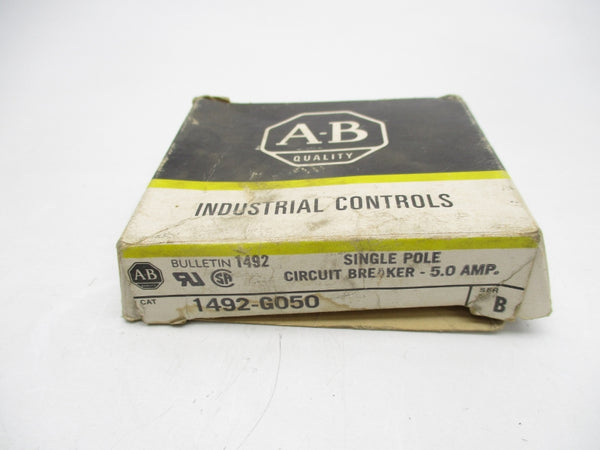 A-B
QUALITY
INDUSTRIAL CONTROLS
AB
BULLETIN 1492
SINGLE POLE
CIRCUIT BREAKER - 5.0 AMP.
CAT
1492-G050
SER
B